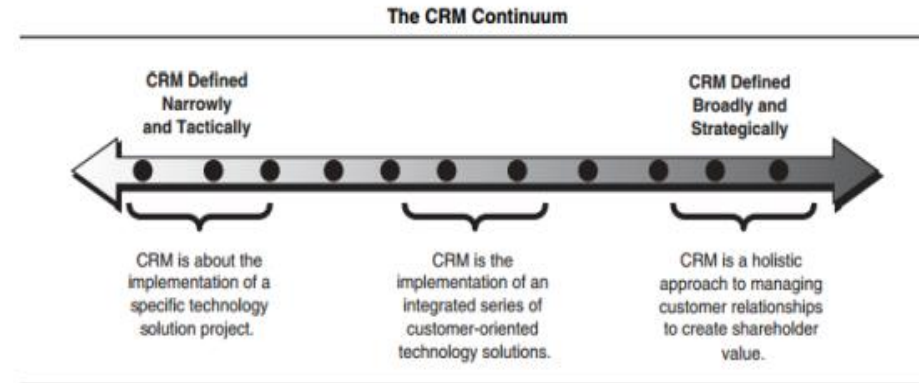 The CRM Continuum
CRM Defined
Narrowly
and Tactically
CRM Defined
Broadly and
Strategically
CRM is about the
implementation of a
specific technology
solution project.
CRM is the
implementation of an
integrated series of
customer-oriented
technology solutions.
CRM is a holistic
approach to managing
customer relationships
to create shareholder
value.